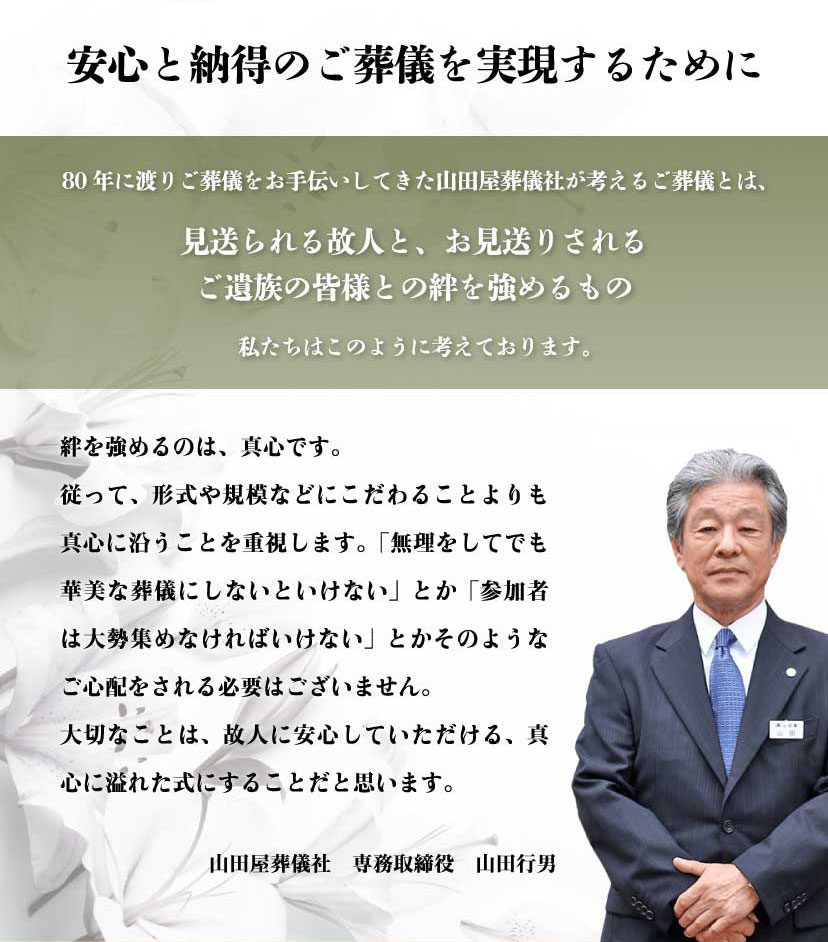 安心と納得のご葬儀を実現するために
80年に渡りご葬儀をお手伝いしてきた山田屋葬儀社が考えるご葬儀とは、
見送られる故人と、お見送りされる
ご遺族の皆様との絆を強めるもの
私たちはこのように考えております。
絆を強めるのは、真心です。
従って、形式や規模などにこだわることよりも
真心に沿うことを重視します。「無理をしてでも
華美な葬儀にしないといけない」とか「参加者
は大勢集めなければいけない」とかそのような
ご心配をされる必要はございません。
大切なことは、故人に安心していただける、真
心に溢れた式にすることだと思います。
山田屋葬儀社　専務取締役　山田行男